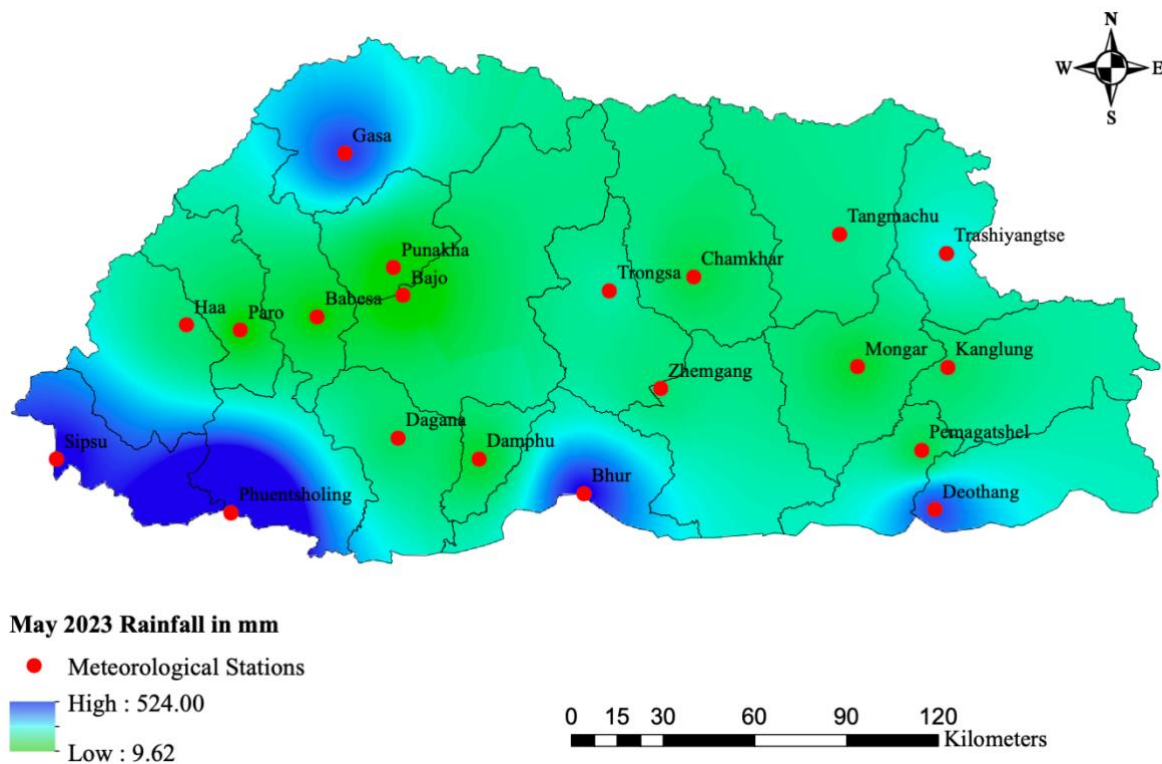 N
W E
S
Gasa
Tangmachu
Trashiyangtse
Punakha
Chamkhar
Trongsa
Bajo
Babesa
Haa
Paro
Mongar
Kanglung
Zhemgang
Dagana
Damphu
Sipsu
Pemagatshel
Bhur
Phuentsholing
Deothang
May 2023 Rainfall in mm
Meteorological Stations
High : 524.00
Low : 9.62
0 15 30 60 90 120
Kilometers